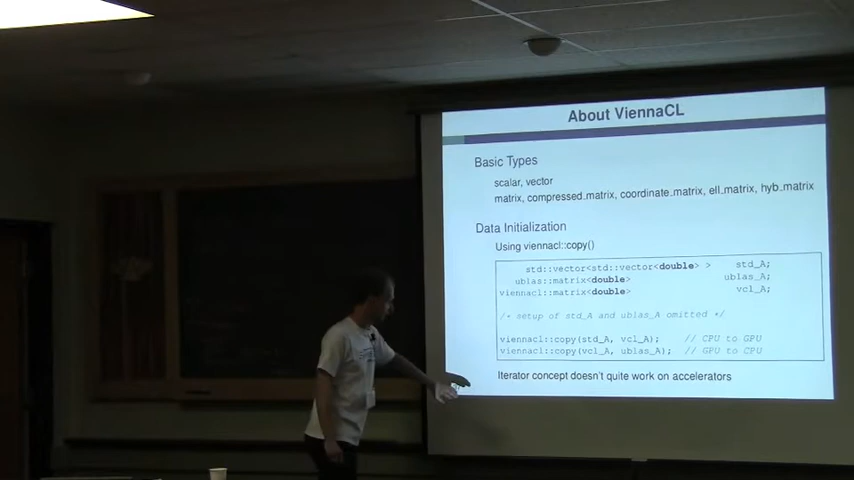 About ViennaCL
Basic Types
scalar, vector
matrix, compressed_matrix, coordinate_matrix, ell_matrix, hyb_matrix
Data Initialization
Using viennacl::copy()
std::vector<std::vector<double> > std_A;
ublas::matrix<double> ublas_A;
viennacl::matrix<double> vcl_A;
/* setup of std_A and ublas_A omitted */
viennacl::copy(std_A, vcl_A); // CPU to GPU
viennacl::copy(vcl_A, ublas_A); // GPU to CPU
Iterator concept doesn't quite work on accelerators